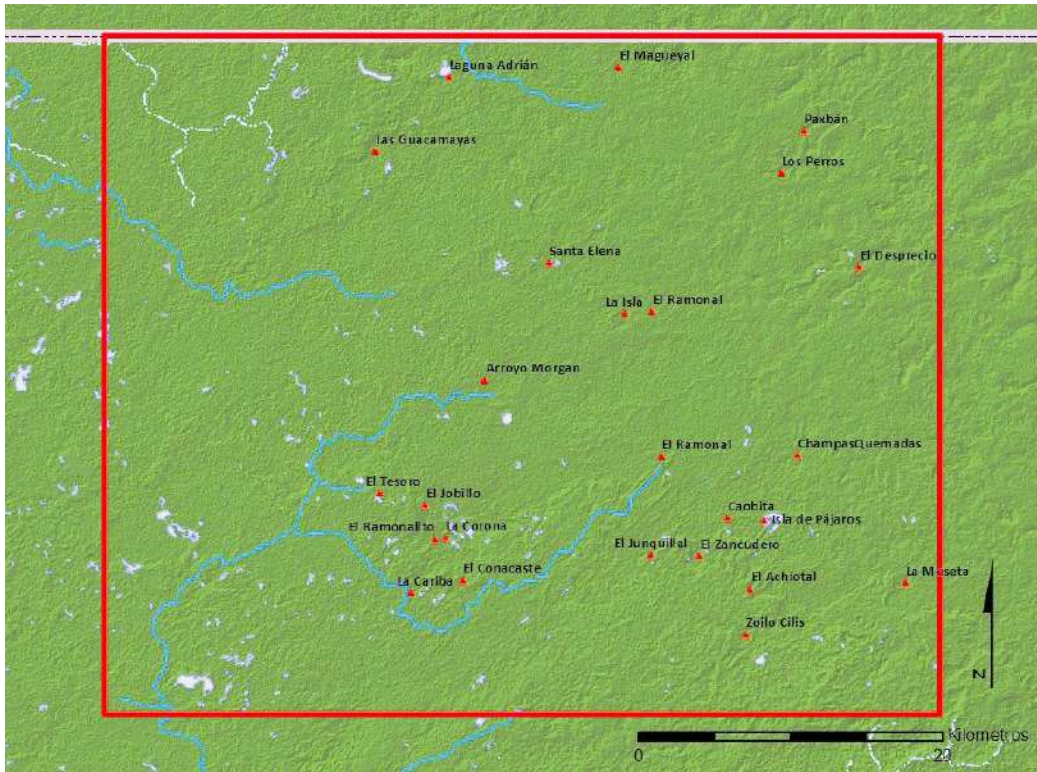 El Magueyal
Laguna Adrián
Paxbán
Las Guacamayas
Los Perros
Santa Elena
El Desprecio
La Isla
El Ramonal
Arroyo Morgan
El Ramonal
ChampasQuemadas
El Tesoro
El Jobillo
Caobita
Isla de Pájaros
El Ramonalito
La Corona
El Junquillal
El Zancudero
El Conacaste
La Cariba
El Achiotal
La Meseta
Zoilo Cilis
N
Kilometros
0
20